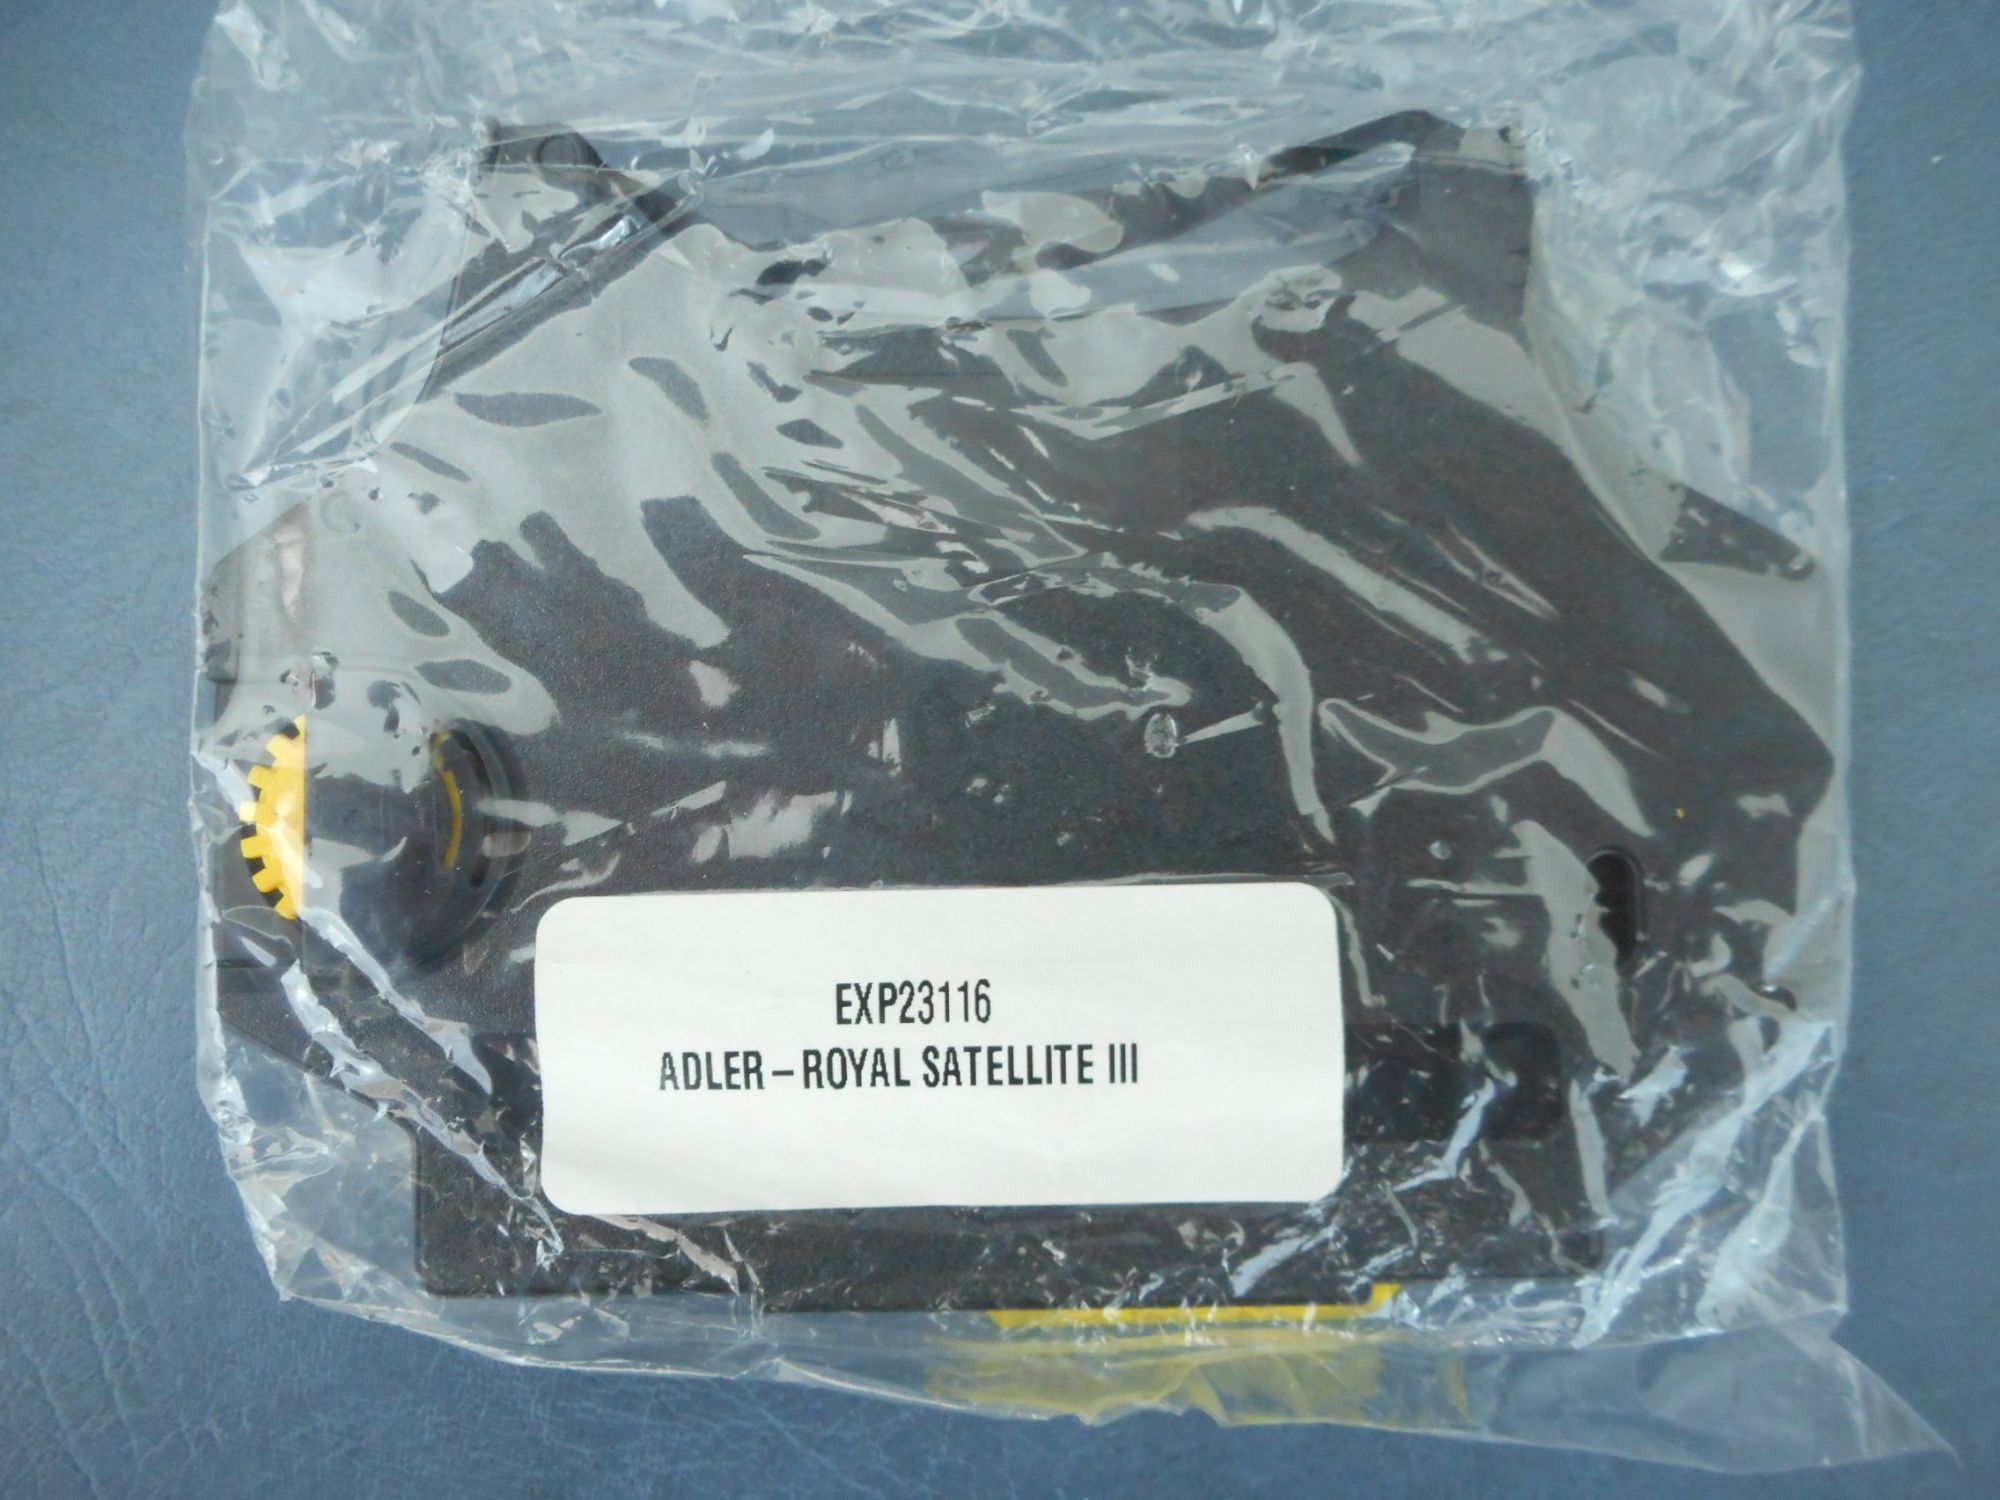 EXP23116
ADLER – ROYAL SATELLITE III